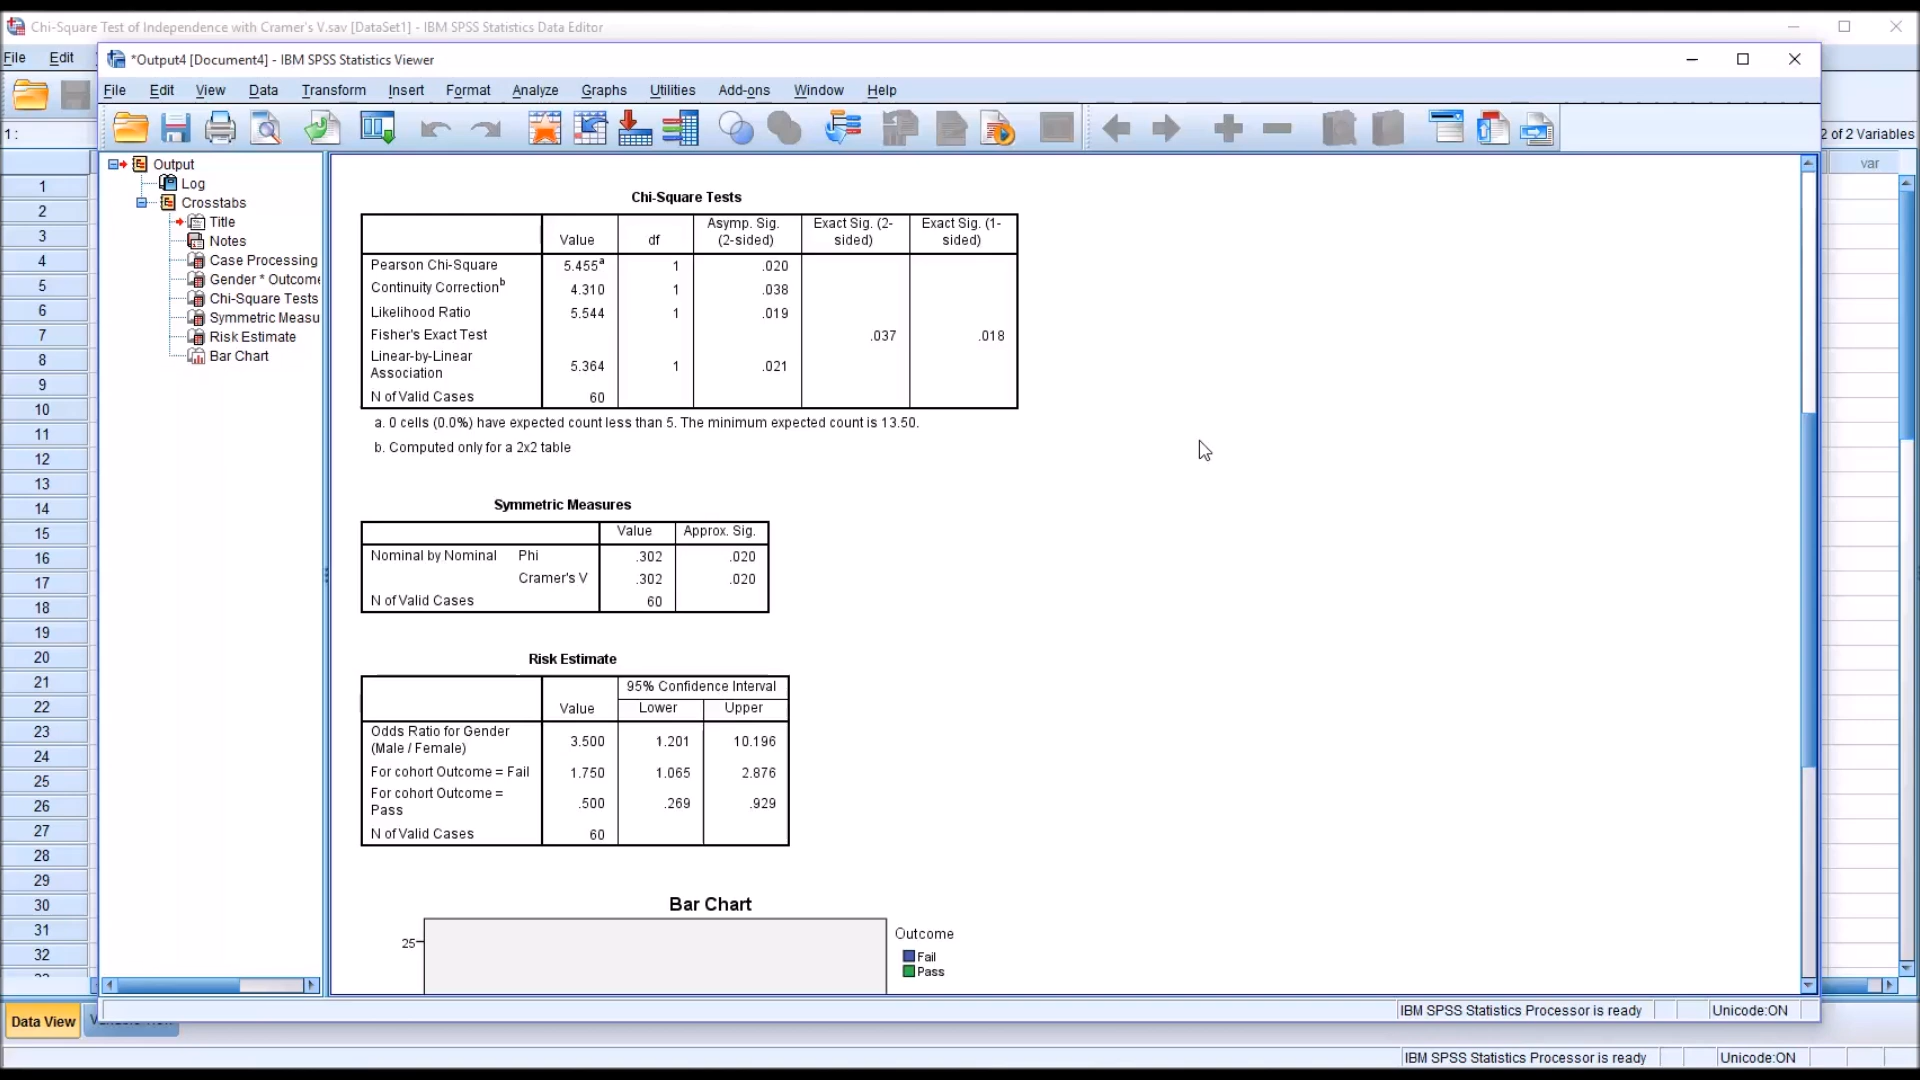 Chi-Square Test of Independence with Cramer's V.sav [DataSet1] - IBM SPSS Statistics Data Editor
File Edit
*Output4 [Document4] - IBM SPSS Statistics Viewer
File Edit View Data Transform Insert Format Analyze Graphs Utilities Add-ons Window Help
1 :
2 of 2 Variables
var
1
2
3
4
5
6
7
8
9
10
11
12
13
14
15
16
17
18
19
20
21
22
23
24
25
26
27
28
29
30
31
32
Output
Log
Crosstabs
Title
Notes
Case Processing
Gender * Outcome
Chi-Square Tests
Symmetric Measu
Risk Estimate
Bar Chart
Chi-Square Tests
Value df Asymp. Sig. (2-sided) Exact Sig. (2-sided) Exact Sig. (1-sided)
Pearson Chi-Square 5.455a 1 .020
Continuity Correctionb 4.310 1 .038
Likelihood Ratio 5.544 1 .019
Fisher's Exact Test .037 .018
Linear-by-Linear Association 5.364 1 .021
N of Valid Cases 60
a. 0 cells (0.0%) have expected count less than 5. The minimum expected count is 13.50.
b. Computed only for a 2x2 table
Symmetric Measures
Value Approx. Sig.
Nominal by Nominal Phi .302 .020
Cramer's V .302 .020
N of Valid Cases 60
Risk Estimate
95% Confidence Interval
Value Lower Upper
Odds Ratio for Gender (Male / Female) 3.500 1.201 10.196
For cohort Outcome = Fail 1.750 1.065 2.876
For cohort Outcome = Pass .500 .269 .929
N of Valid Cases 60
Bar Chart
25
Outcome
Fail
Pass
IBM SPSS Statistics Processor is ready Unicode:ON
Data View
IBM SPSS Statistics Processor is ready Unicode:ON